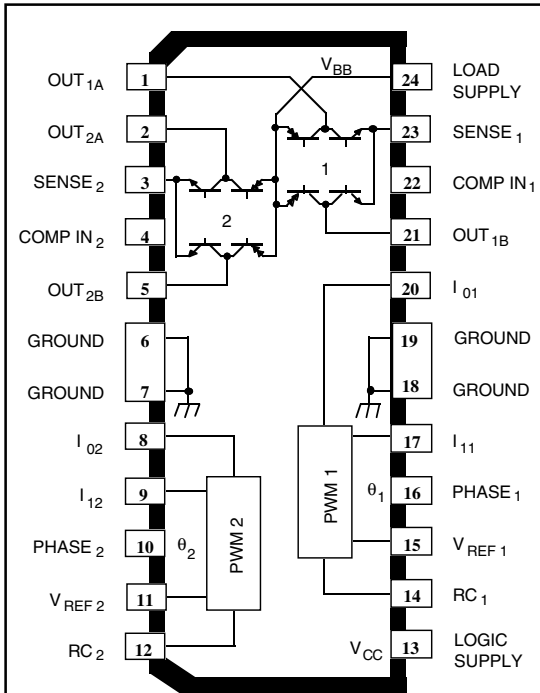 OUT1A 1
OUT2A 2
SENSE2 3
COMP IN2 4
OUT2B 5
GROUND 6
GROUND 7
I02 8
I12 9
PHASE2 10
VREF2 11
RC2 12
VBB
1
2
θ2
PWM 2
PWM 1
θ1
VCC
24 LOAD
SUPPLY
23 SENSE1
22 COMP IN1
21 OUT1B
20 I01
19 GROUND
18 GROUND
17 I11
16 PHASE1
15 VREF1
14 RC1
13 LOGIC
SUPPLY